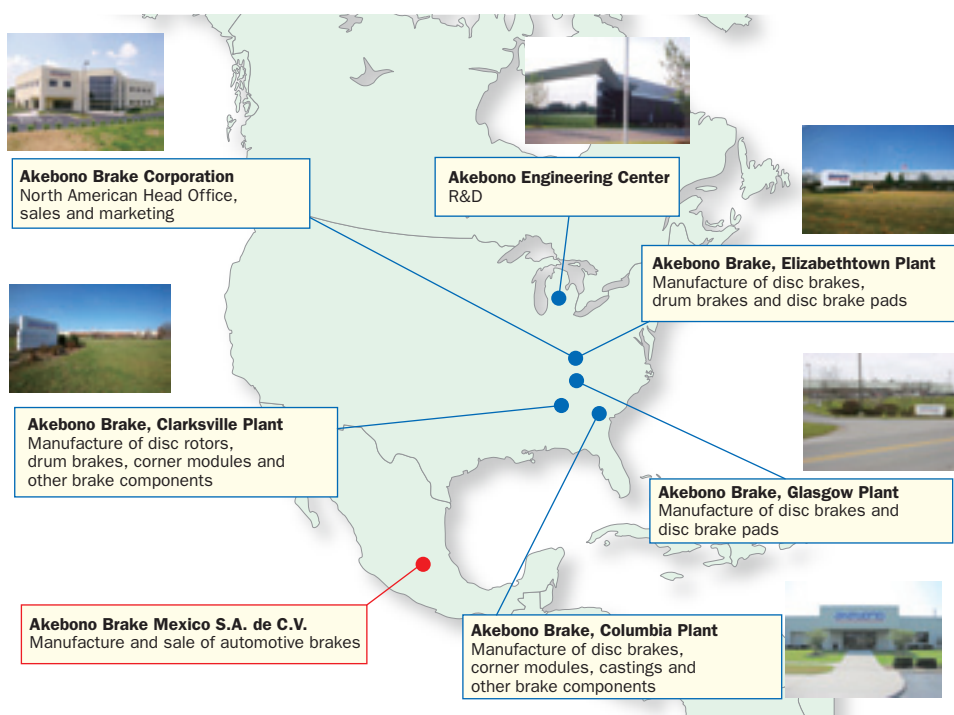 Akebono Brake Corporation
North American Head Office,
sales and marketing
Akebono Engineering Center
R&D
Akebono Brake, Elizabethtown Plant
Manufacture of disc brakes,
drum brakes and disc brake pads
Akebono Brake, Clarksville Plant
Manufacture of disc rotors,
drum brakes, corner modules and
other brake components
Akebono Brake, Glasgow Plant
Manufacture of disc brakes and
disc brake pads
Akebono Brake Mexico S.A. de C.V.
Manufacture and sale of automotive brakes
Akebono Brake, Columbia Plant
Manufacture of disc brakes,
corner modules, castings and
other brake components
akebono